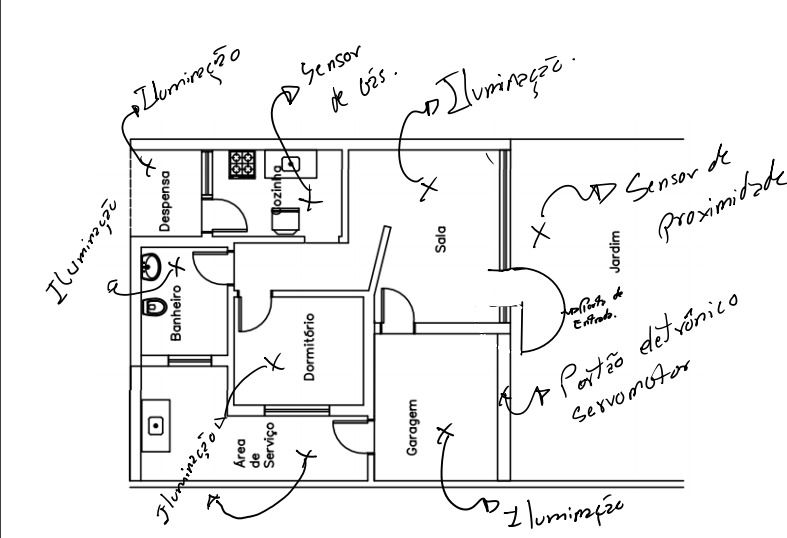 Iluminação
Sensor
de Gás.
Iluminação.
Despensa
Cozinha
Sala
Sensor de
proximidade
Jardim
Iluminação
Banheiro
Dormitório
Porta de
Entrada.
Portão eletrônico
servomotor
Garagem
Área
de
Serviço
Iluminação
Iluminação